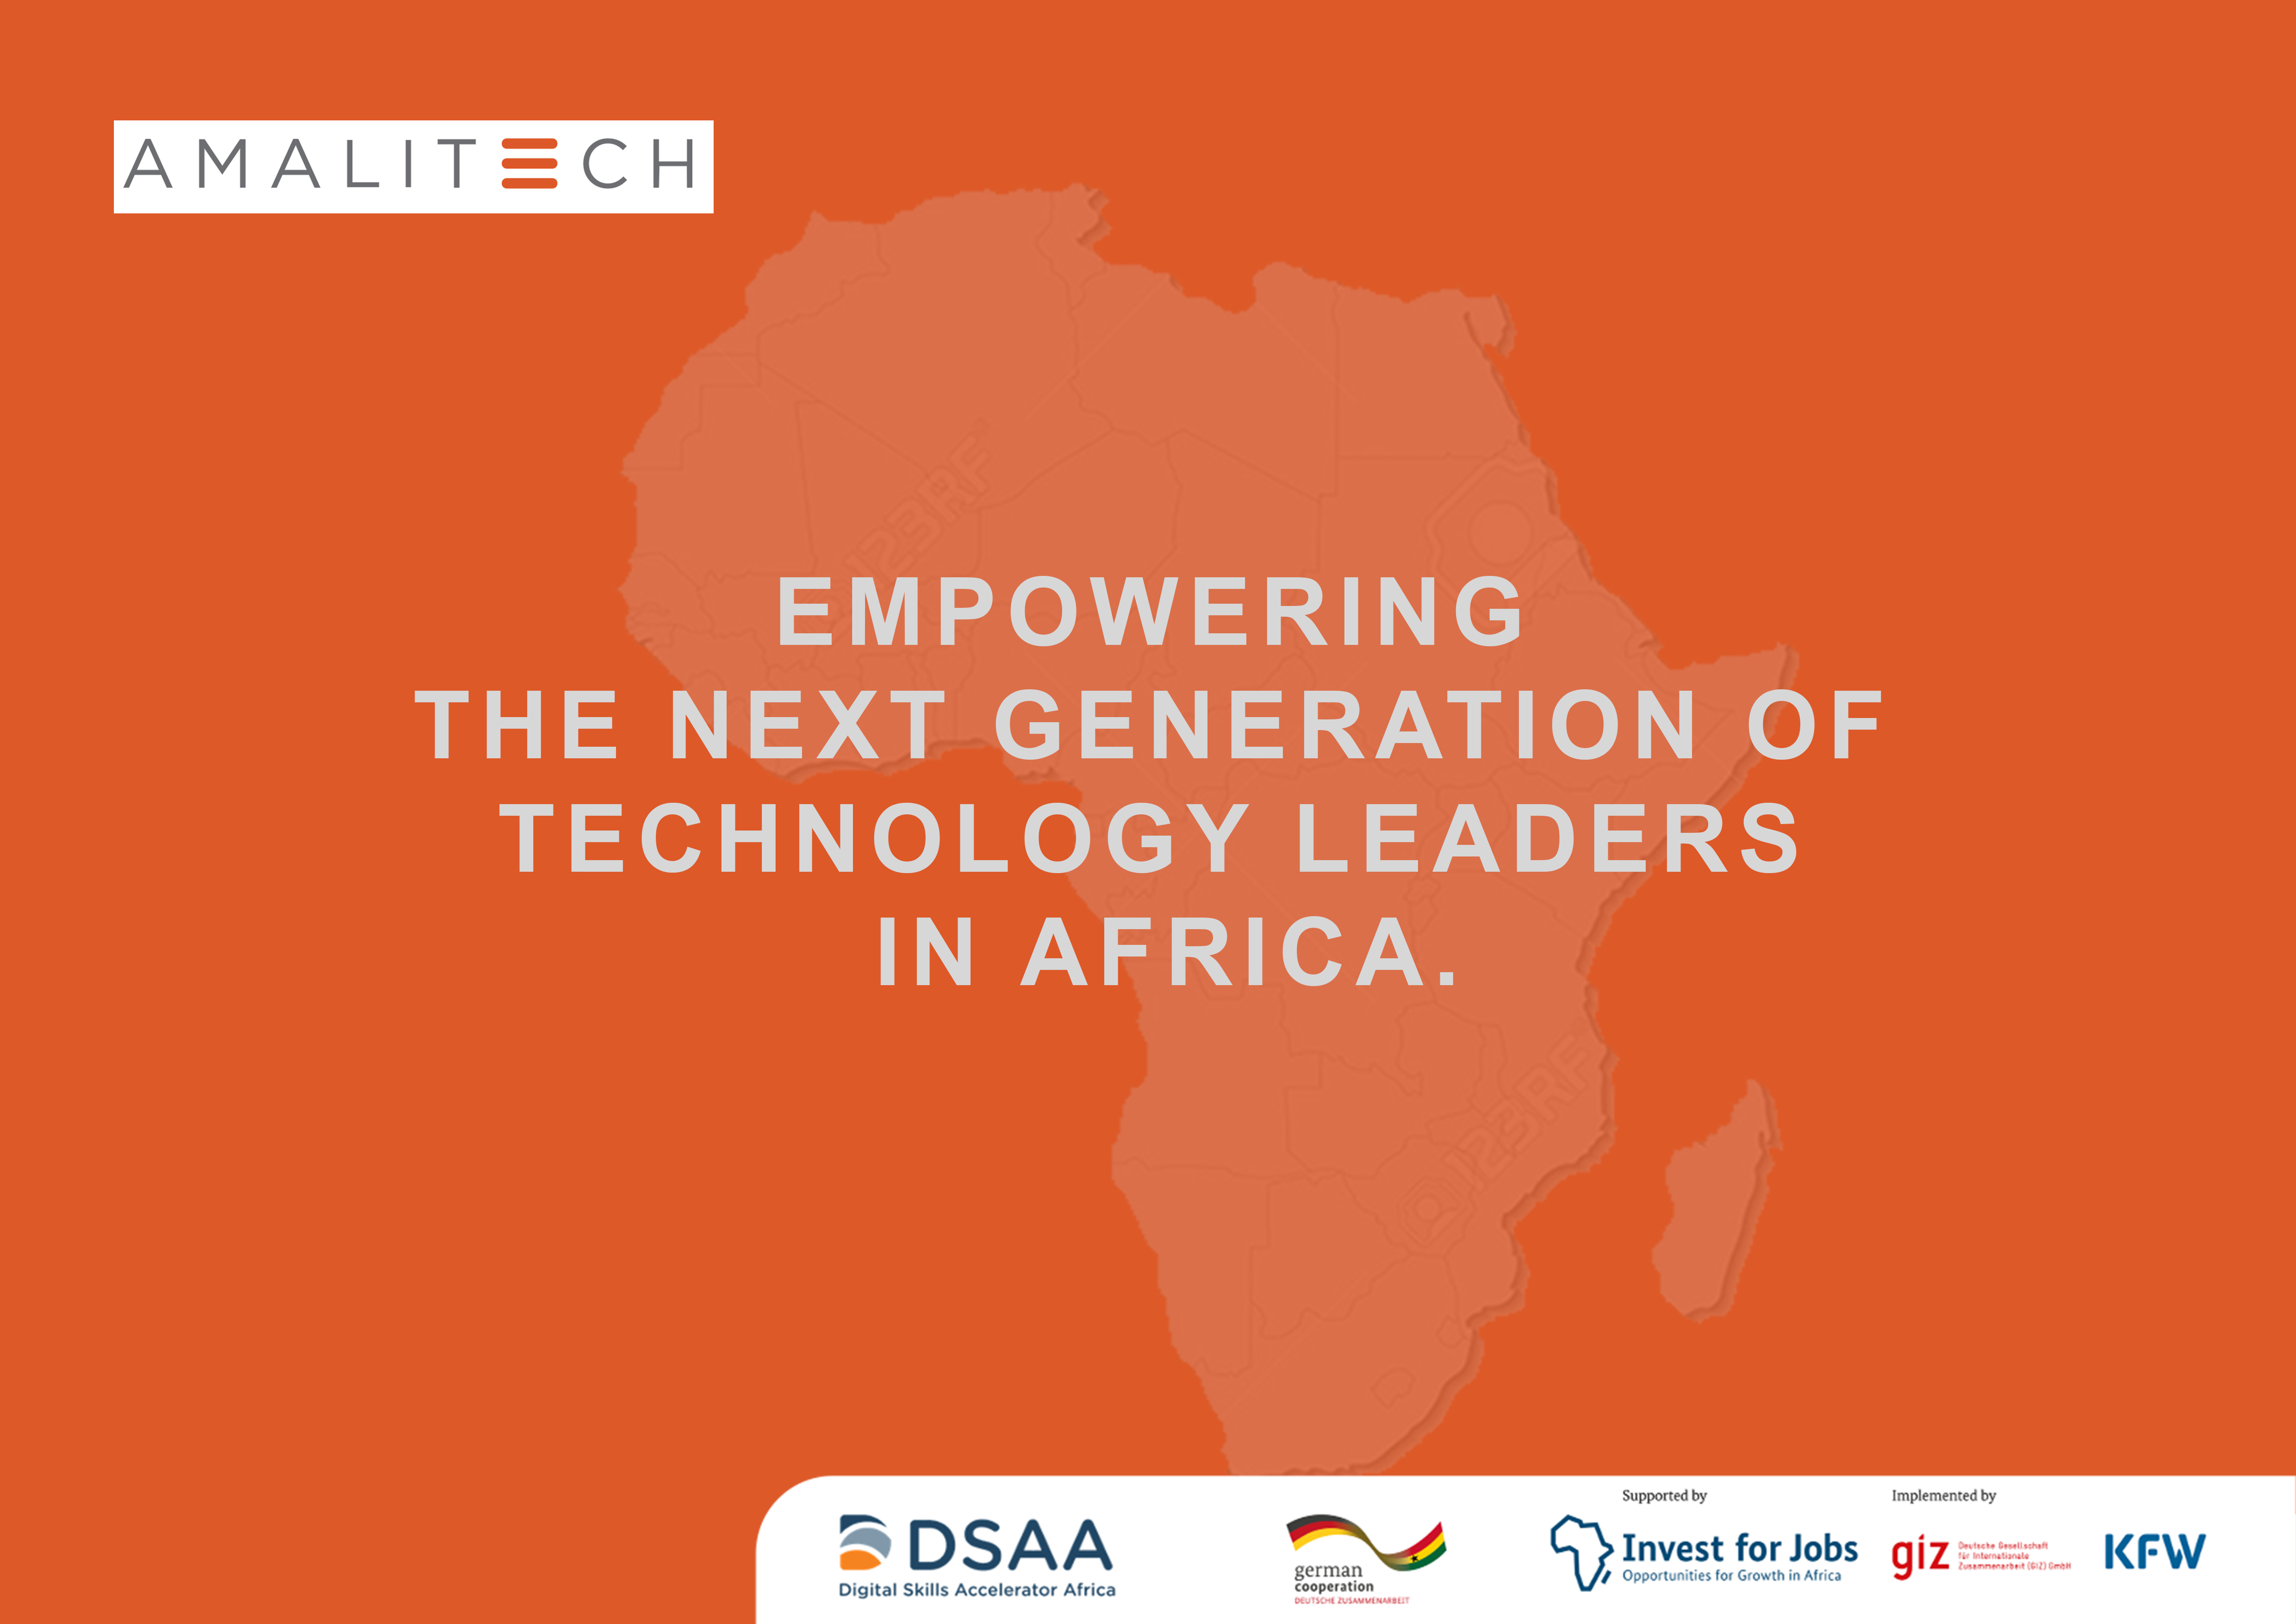 AMALITECH
123RF
EMPOWERING
THE NEXT GENERATION OF
TECHNOLOGY LEADERS
IN AFRICA.
123RF
Supported by
Implemented by
DSAA
Digital Skills Accelerator Africa
german
cooperation
DEUTSCHE ZUSAMMENARBEIT
Invest for Jobs
Opportunities for Growth in Africa
giz
Deutsche Gesellschaft
für Internationale
Zusammenarbeit (GIZ) GmbH
KFW